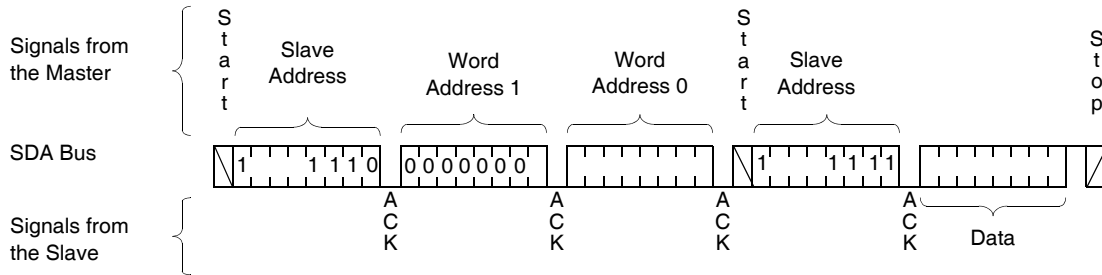 Signals from
the Master
S
t
a
r
t
Slave
Address
Word
Address 1
Word
Address 0
S
t
a
r
t
Slave
Address
S
t
o
p
SDA Bus
1 1 1 1 0
0 0 0 0 0 0 0
1 1 1 1 1
Signals from
the Slave
A
C
K
A
C
K
A
C
K
A
C
K
Data